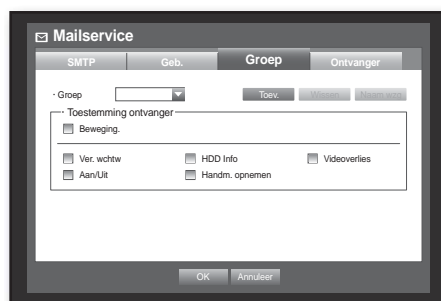 Mailservice
SMTP Geb. Groep Ontvanger
· Groep Toev. Wissen Naam wzg
· Toestemming ontvanger
Beweging.
Ver. wchtw HDD Info Videoverlies
Aan/Uit Handm. opnemen
OK Annuleer